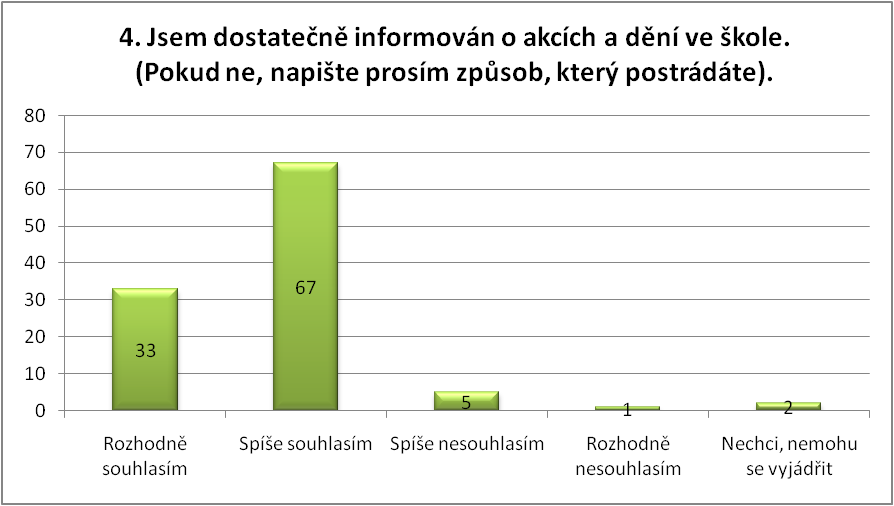 4. Jsem dostatečně informován o akcích a dění ve škole.
(Pokud ne, napište prosím způsob, který postrádáte).
80
70
60
50
40
30
20
10
0
33
67
5
1
2
Rozhodně
souhlasím
Spíše souhlasím
Spíše nesouhlasím
Rozhodně
nesouhlasím
Nechci, nemohu
se vyjádřit